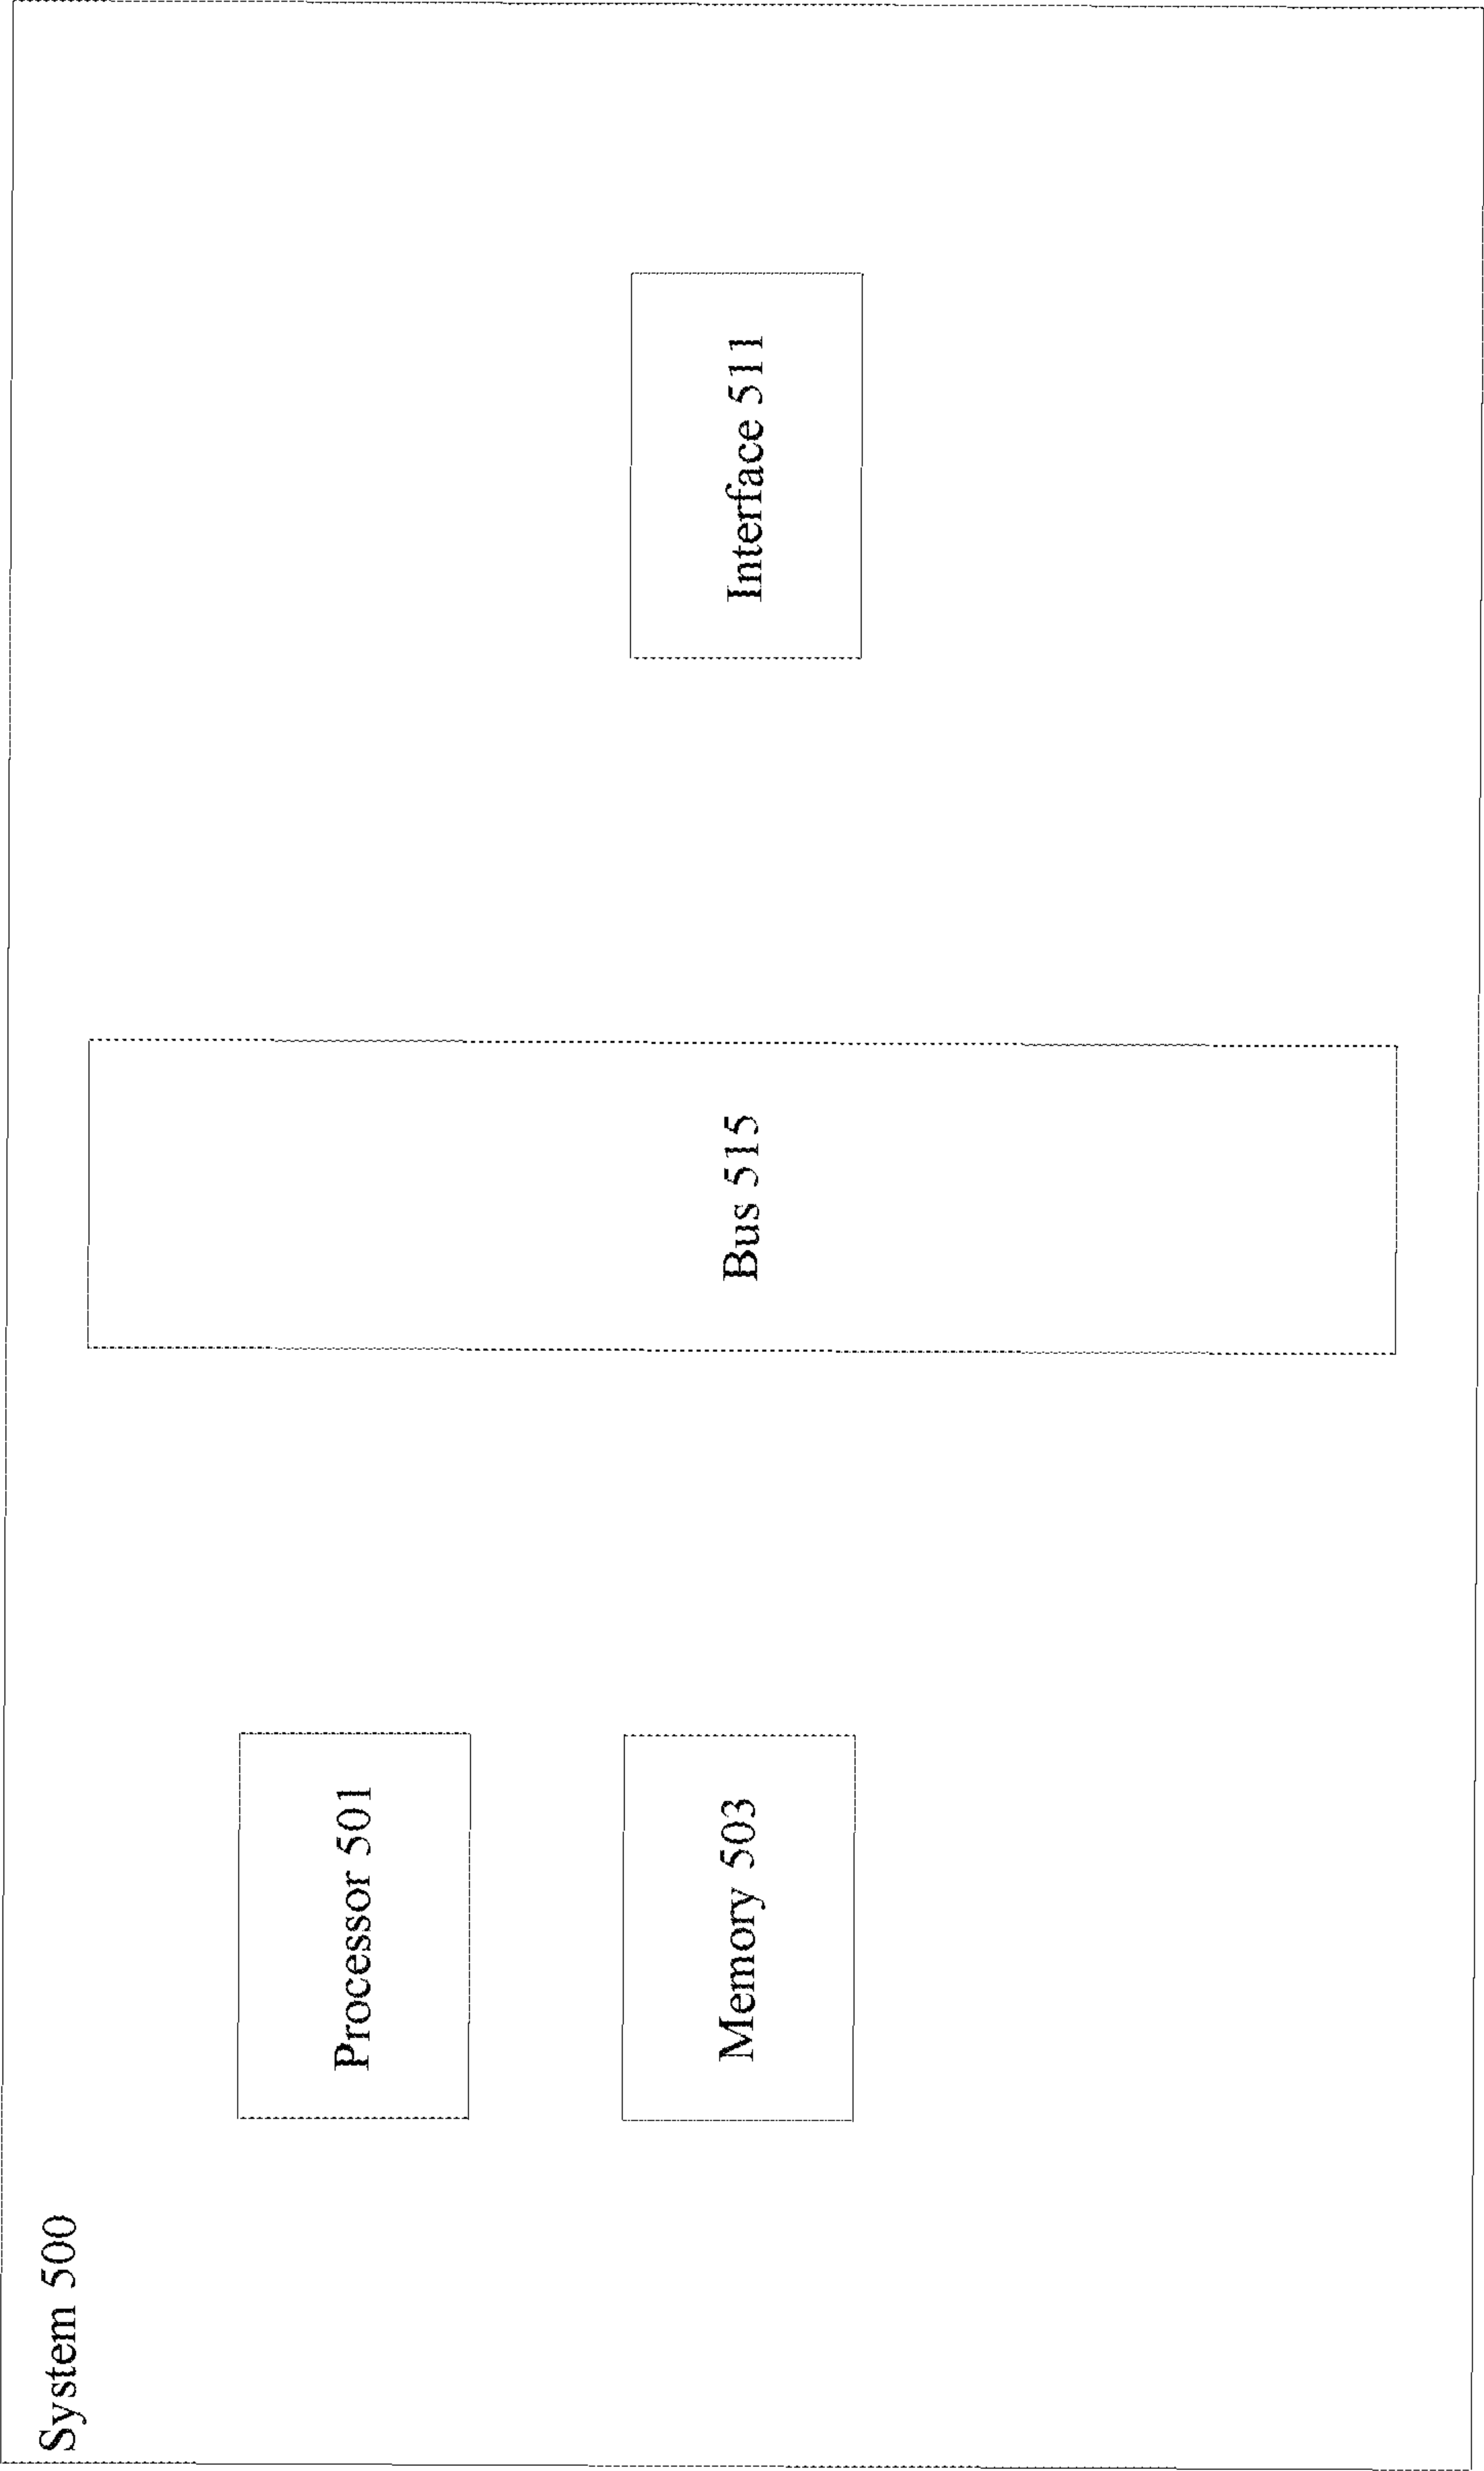 System 500
Processor 501
Memory 503
Bus 515
Interface 511